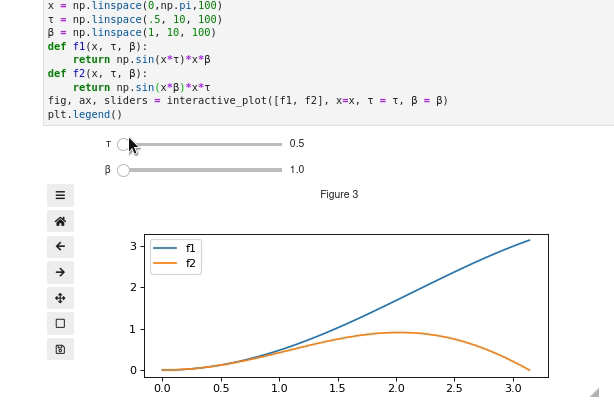 x = np.linspace(0,np.pi,100)
τ = np.linspace(.5, 10, 100)
β = np.linspace(1, 10, 100)
def f1(x, τ, β):
    return np.sin(x*τ)*x*β
def f2(x, τ, β):
    return np.sin(x*β)*x*τ
fig, ax, sliders = interactive_plot([f1, f2], x=x, τ = τ, β = β)
plt.legend()
τ 0.5
β 1.0
Figure 3
f1
f2
3
2
1
0
0.0 0.5 1.0 1.5 2.0 2.5 3.0